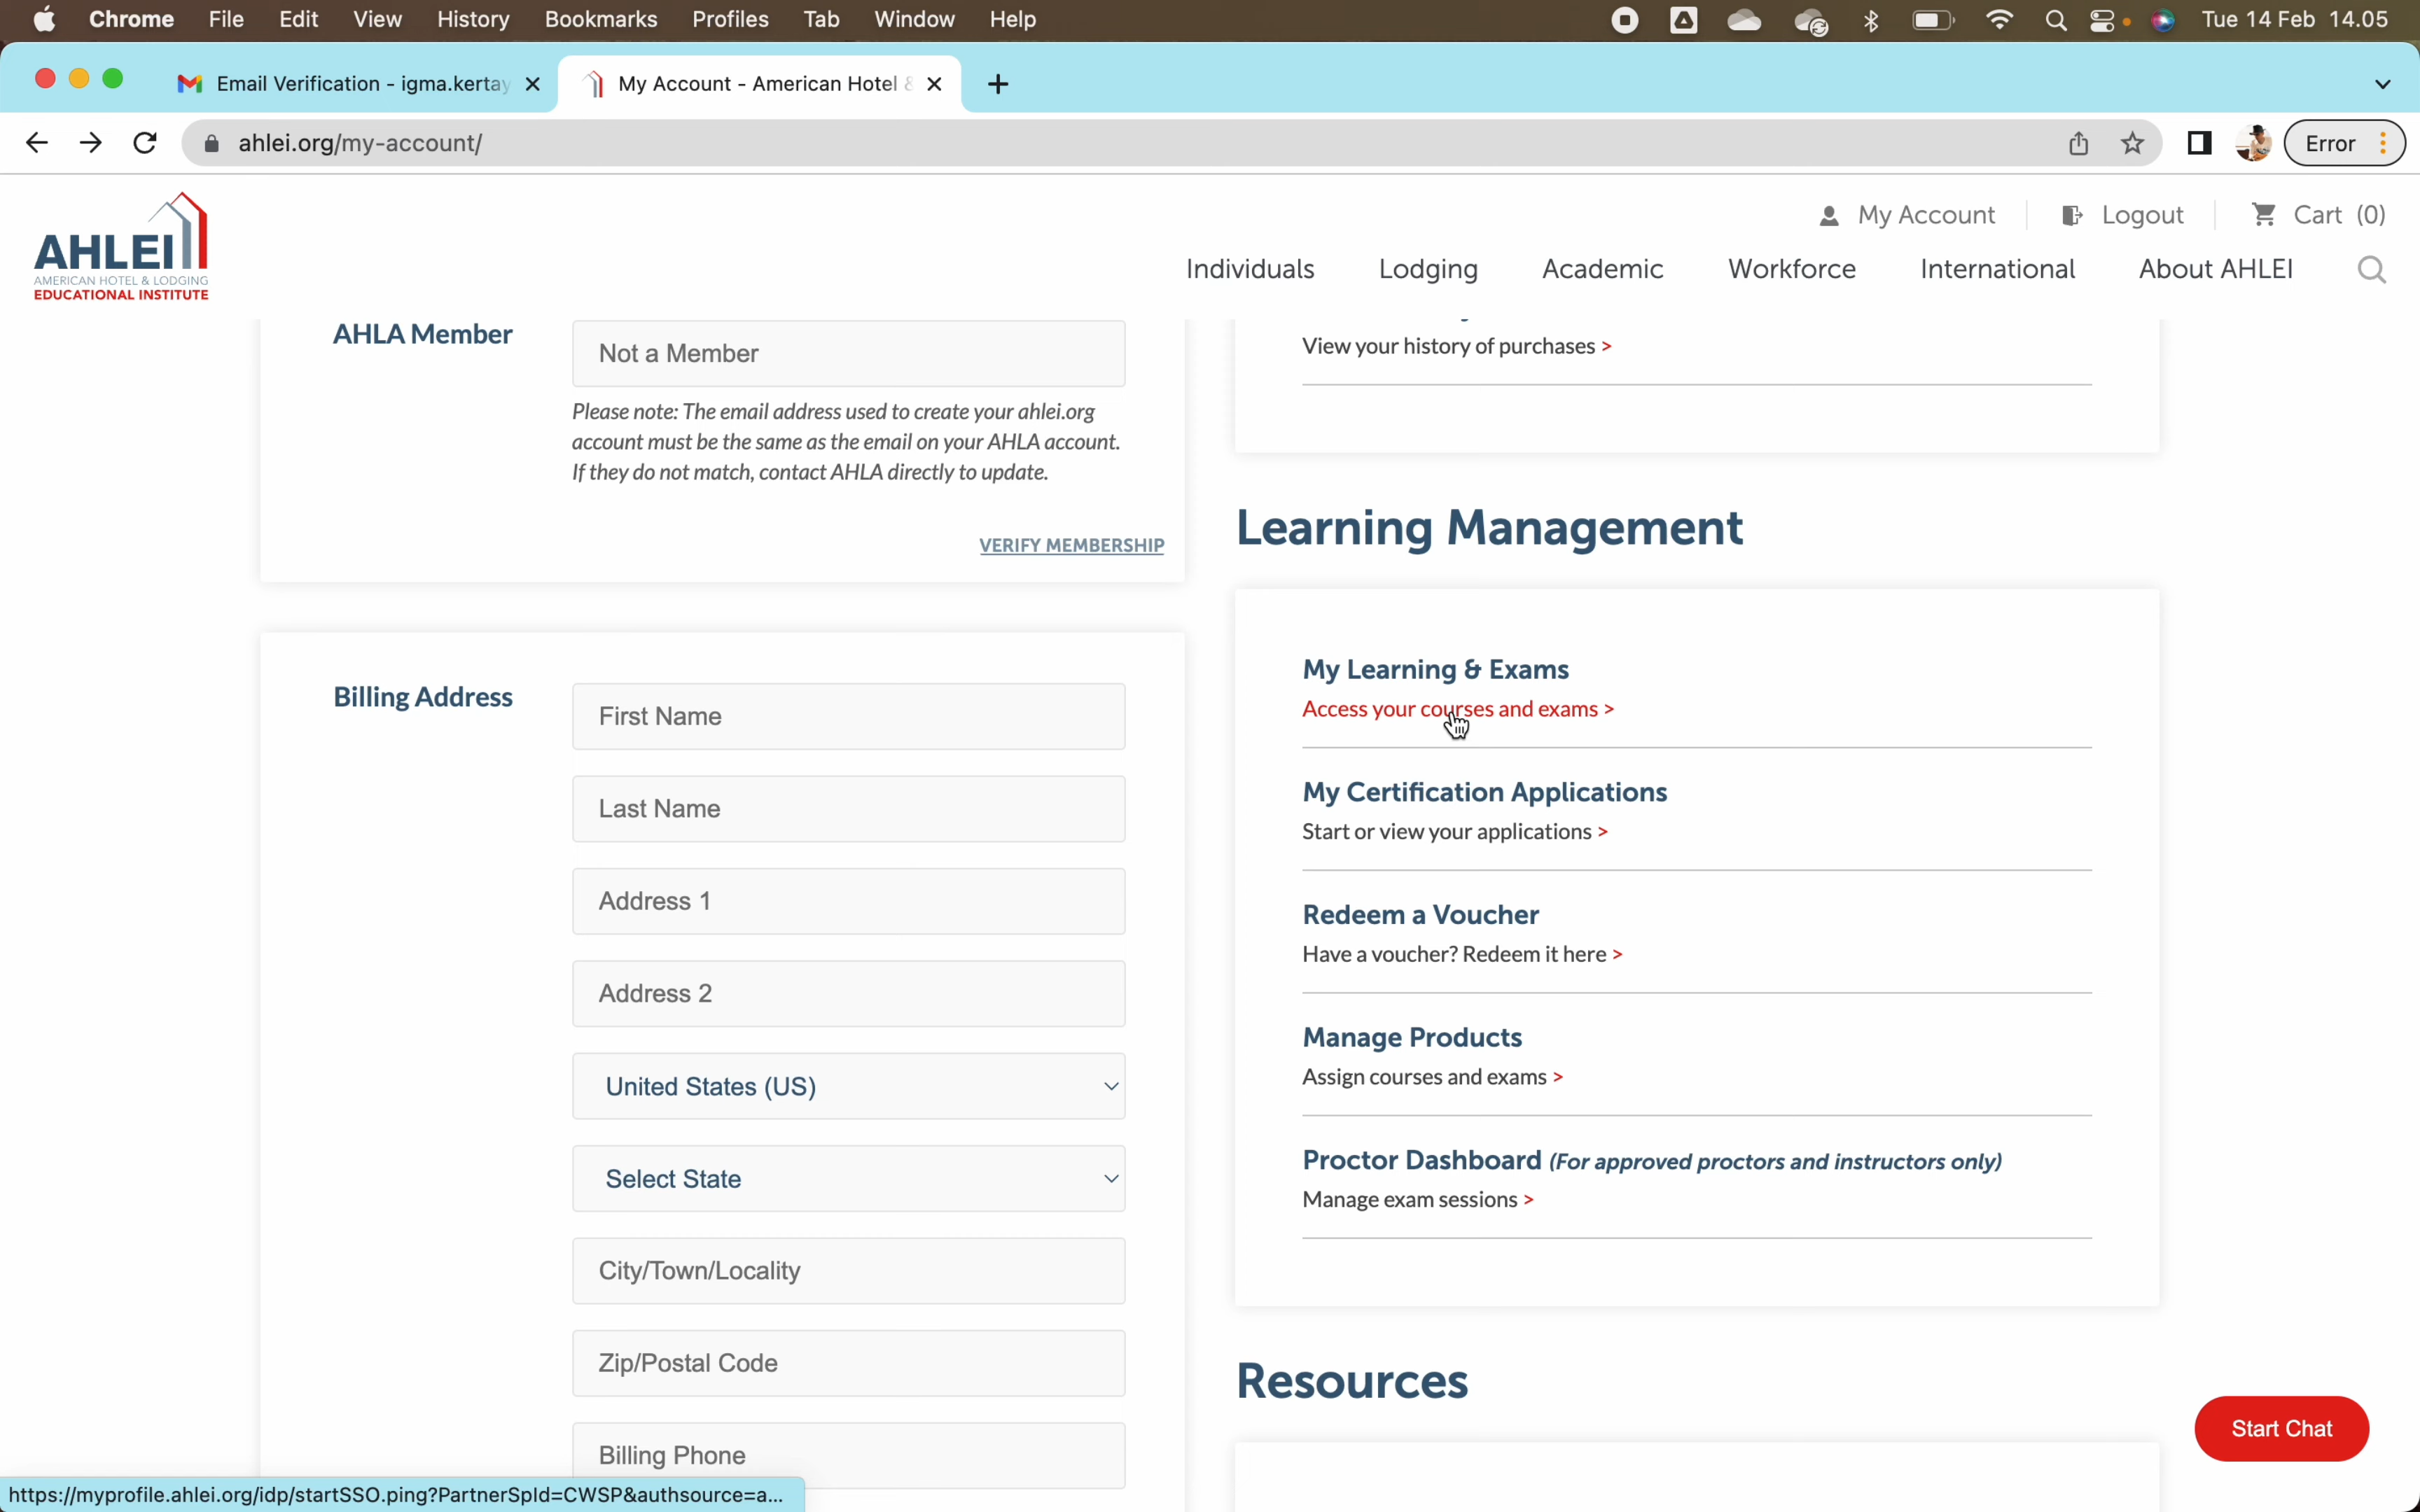 Chrome File Edit View History Bookmarks Profiles Tab Window Help Tue 14 Feb 14.05
Email Verification - igma.kertay
My Account - American Hotel &
ahlei.org/my-account/
Error
AHLEI
AMERICAN HOTEL & LODGING
EDUCATIONAL INSTITUTE
My Account Logout Cart (0)
Individuals Lodging Academic Workforce International About AHLEI
AHLA Member
Not a Member
Please note: The email address used to create your ahlei.org
account must be the same as the email on your AHLA account.
If they do not match, contact AHLA directly to update.
VERIFY MEMBERSHIP
Billing Address
First Name
Last Name
Address 1
Address 2
United States (US)
Select State
City/Town/Locality
Zip/Postal Code
Billing Phone
View your history of purchases >
Learning Management
My Learning & Exams
Access your courses and exams >
My Certification Applications
Start or view your applications >
Redeem a Voucher
Have a voucher? Redeem it here >
Manage Products
Assign courses and exams >
Proctor Dashboard (For approved proctors and instructors only)
Manage exam sessions >
Resources
Start Chat
https://myprofile.ahlei.org/idp/startSSO.ping?PartnerSpId=CWSP&authsource=a...